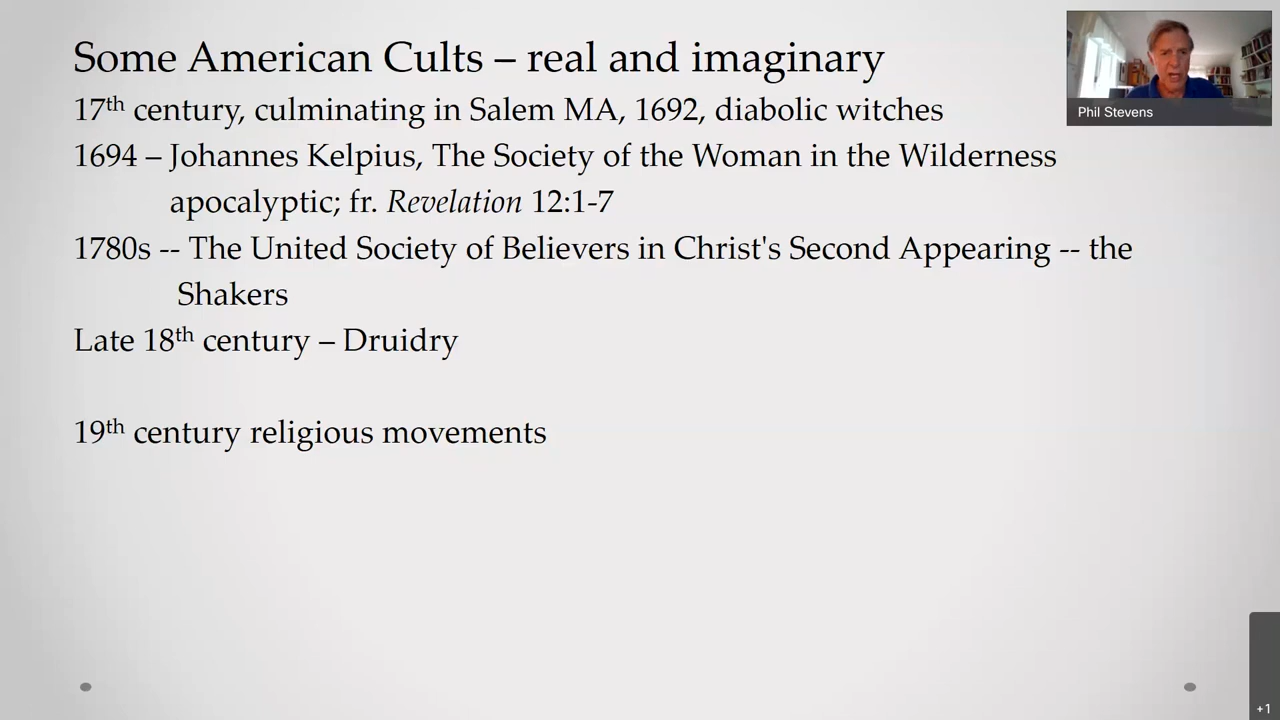 Some American Cults – real and imaginary
Phil Stevens
17th century, culminating in Salem MA, 1692, diabolic witches
1694 – Johannes Kelpius, The Society of the Woman in the Wilderness
apocalyptic; fr. Revelation 12:1-7
1780s -- The United Society of Believers in Christ's Second Appearing -- the
Shakers
Late 18th century – Druidry
19th century religious movements
+1